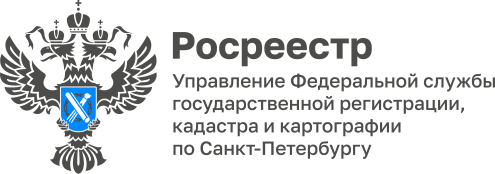 Росреестр
Управление Федеральной службы
государственной регистрации,
кадастра и картографии
по Санкт-Петербургу